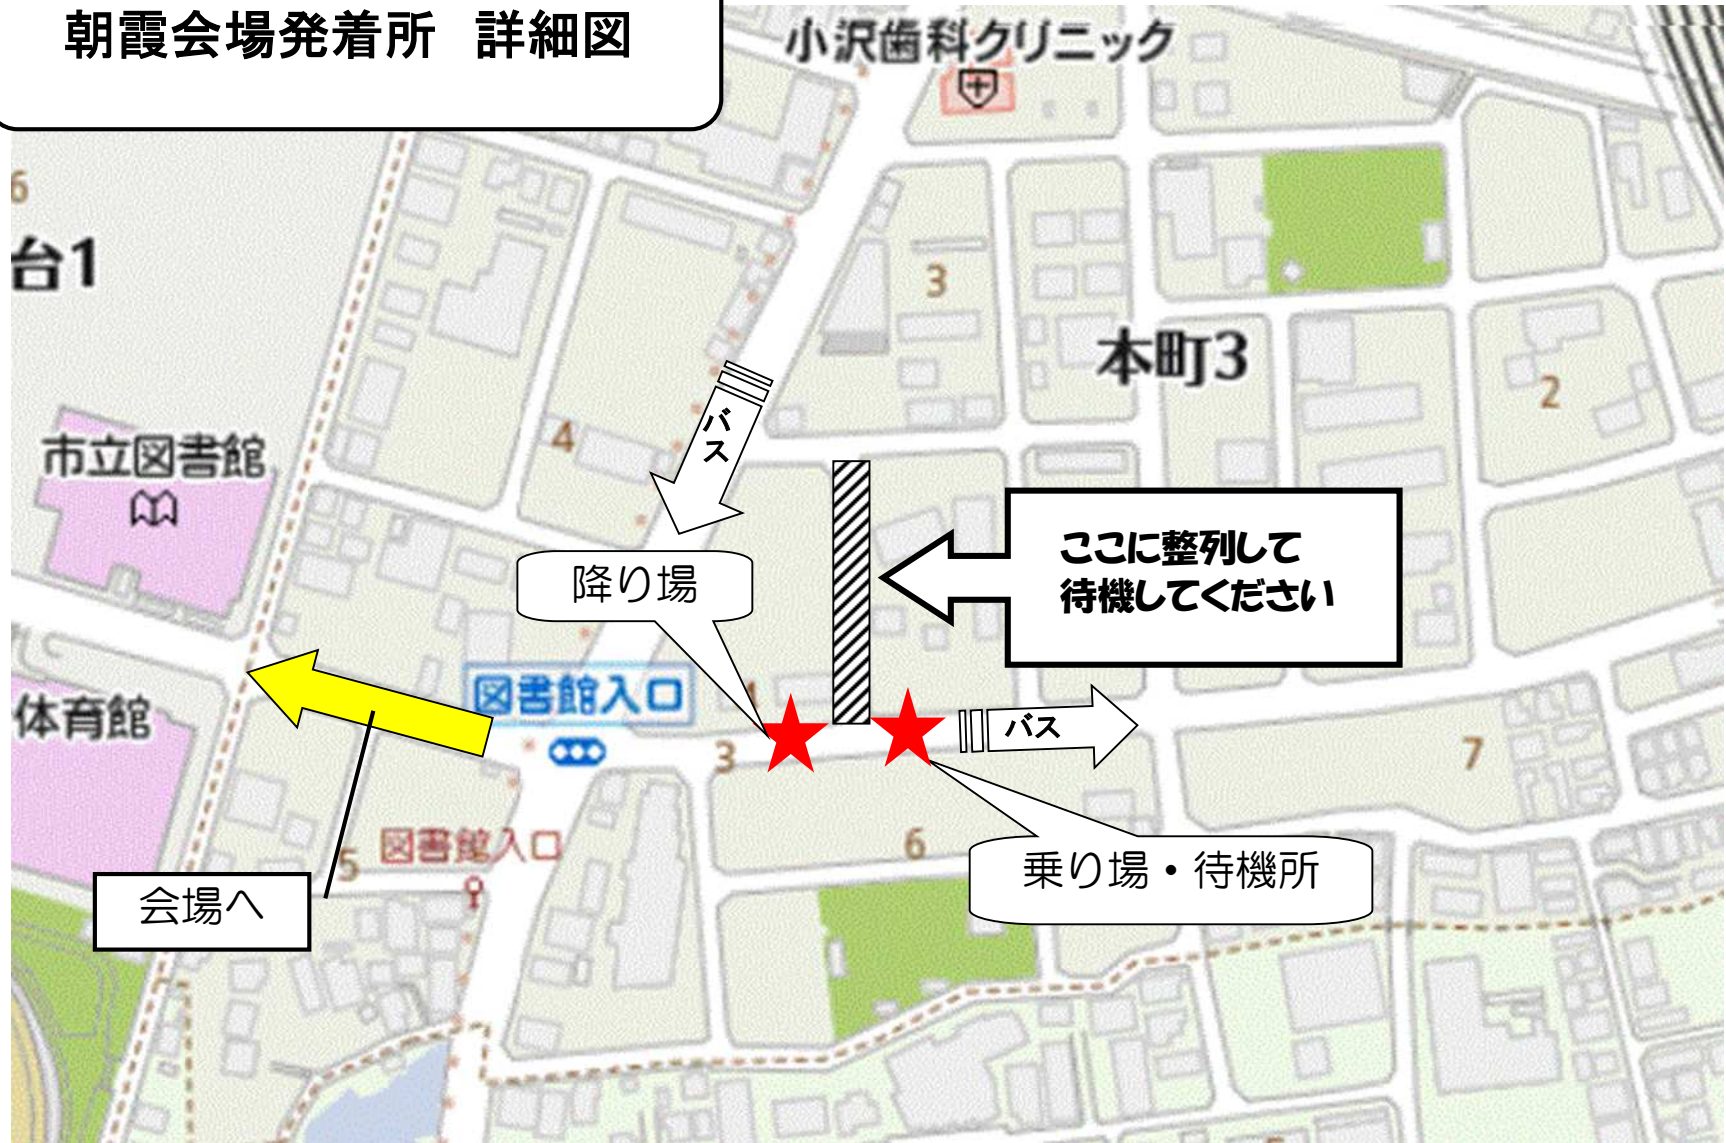 朝霞会場発着所　詳細図
小沢歯科クリニック
6
台1
3
本町3
2
バス
4
市立図書館
ここに整列して
待機してください
降り場
図書館入口
体育館
バス
3
7
図書館入口
5
6
乗り場・待機所
会場へ